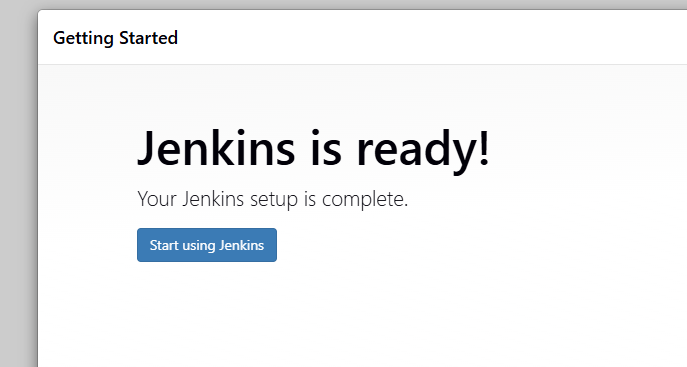 Getting Started
Jenkins is ready!
Your Jenkins setup is complete.
Start using Jenkins